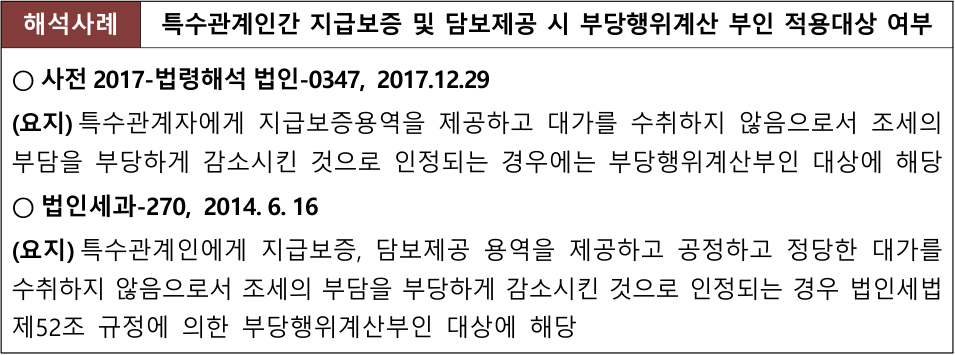 해석사례 특수관계인간 지급보증 및 담보제공 시 부당행위계산 부인 적용대상 여부
○ 사전 2017-법령해석 법인-0347, 2017.12.29
(요지) 특수관계자에게 지급보증용역을 제공하고 대가를 수취하지 않음으로서 조세의
부담을 부당하게 감소시킨 것으로 인정되는 경우에는 부당행위계산부인 대상에 해당
○ 법인세과-270, 2014. 6. 16
(요지) 특수관계인에게 지급보증, 담보제공 용역을 제공하고 공정하고 정당한 대가를
수취하지 않음으로서 조세의 부담을 부당하게 감소시킨 것으로 인정되는 경우 법인세법
제52조 규정에 의한 부당행위계산부인 대상에 해당